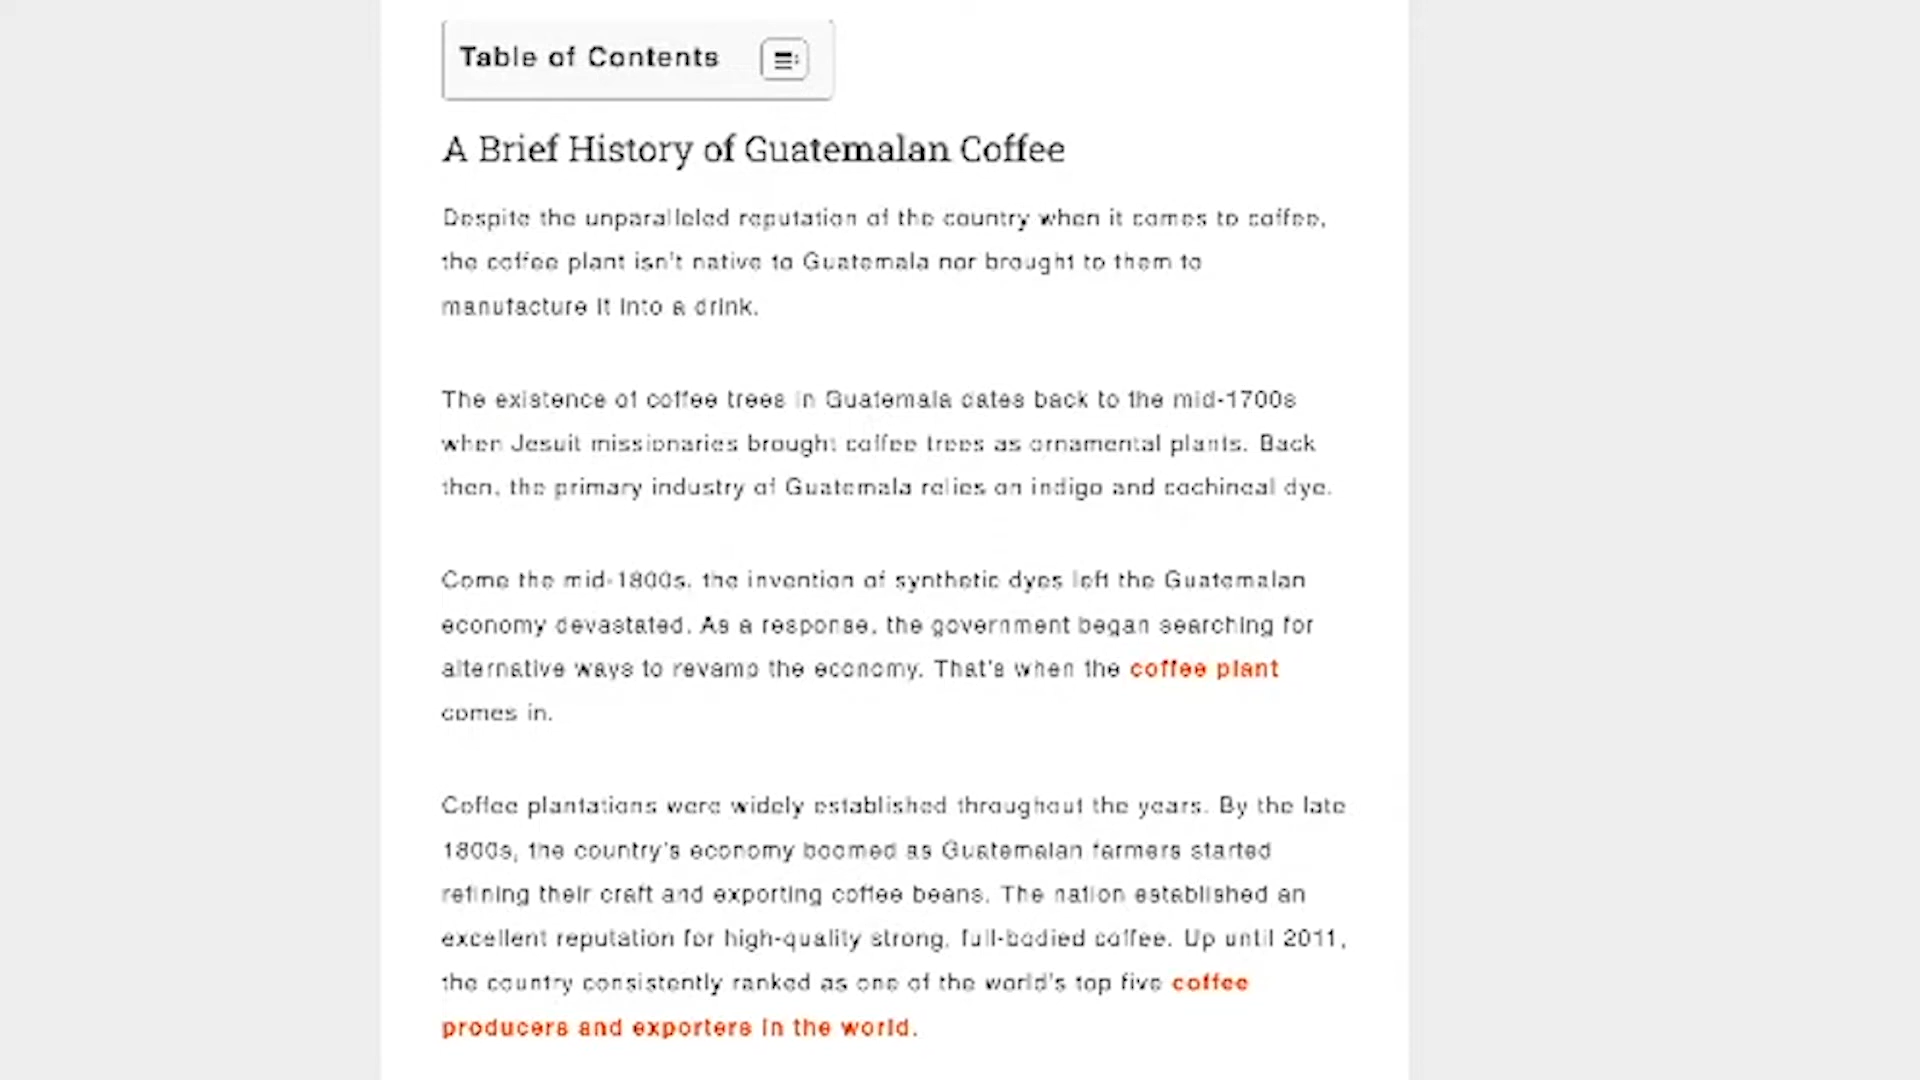 Table of Contents
A Brief History of Guatemalan Coffee
Despite the unparalleled reputation of the country when it comes to coffee,
the coffee plant isn't native to Guatemala nor brought to them to
manufacture it into a drink.
The existence of coffee trees in Guatemala dates back to the mid-1700s
when Jesuit missionaries brought coffee trees as ornamental plants. Back
then, the primary industry of Guatemala relies on indigo and cochineal dye.
Come the mid-1800s, the invention of synthetic dyes left the Guatemalan
economy devastated. As a response, the government began searching for
alternative ways to revamp the economy. That's when the coffee plant
comes in.
Coffee plantations were widely established throughout the years. By the late
1800s, the country's economy boomed as Guatemalan farmers started
refining their craft and exporting coffee beans. The nation established an
excellent reputation for high-quality strong, full-bodied coffee. Up until 2011,
the country consistently ranked as one of the world's top five coffee
producers and exporters in the world.